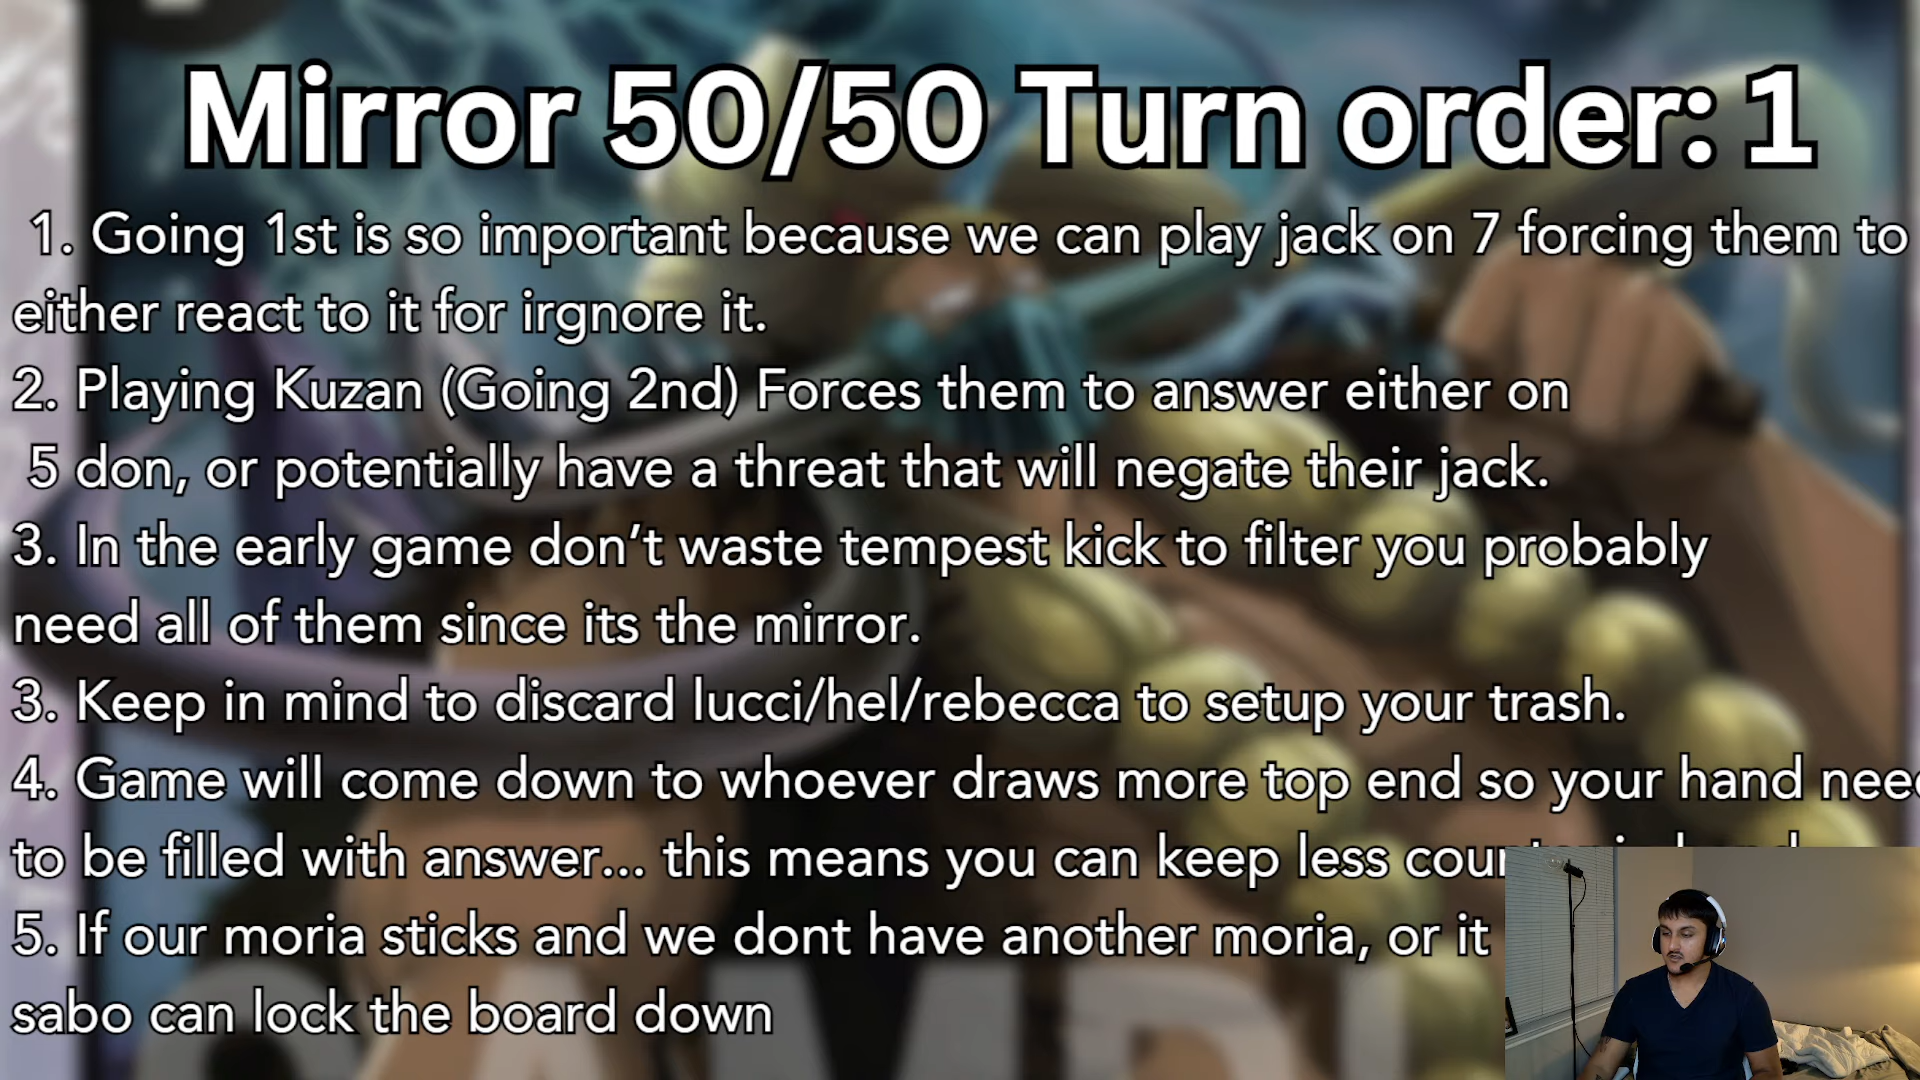 Mirror 50/50 Turn order: 1
1. Going 1st is so important because we can play jack on 7 forcing them to
either react to it for irgnore it.
2. Playing Kuzan (Going 2nd) Forces them to answer either on
5 don, or potentially have a threat that will negate their jack.
3. In the early game don't waste tempest kick to filter you probably
need all of them since its the mirror.
3. Keep in mind to discard lucci/hel/rebecca to setup your trash.
4. Game will come down to whoever draws more top end so your hand
to be filled with answer... this means you can keep less
5. If our moria sticks and we dont have another moria, or it
sabo can lock the board down